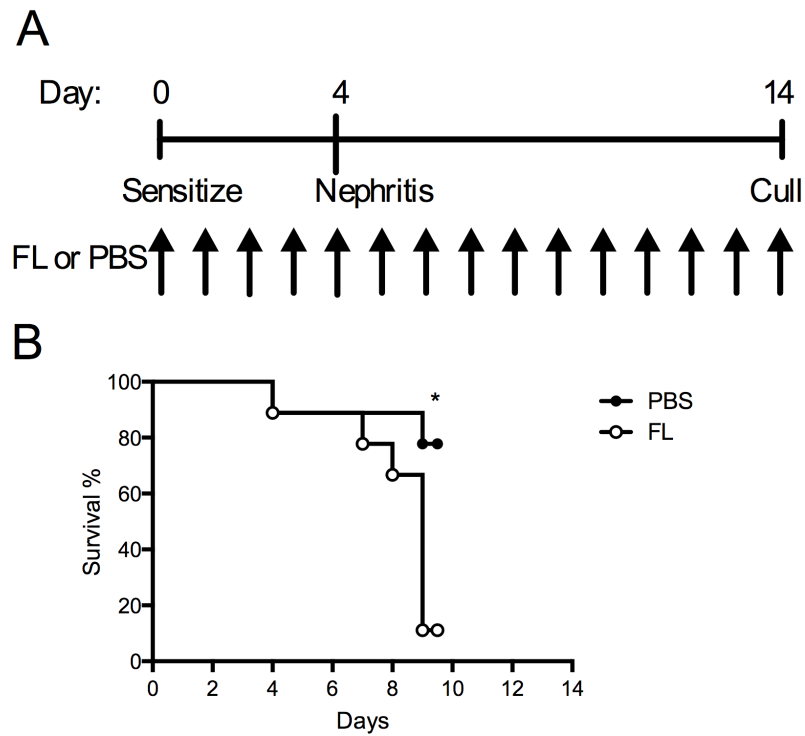 A
Day: 0 4 14
Sensitize Nephritis Cull
FL or PBS
B
100
80
60
40
20
0
Survival %
*
PBS
FL
0 2 4 6 8 10 12 14
Days